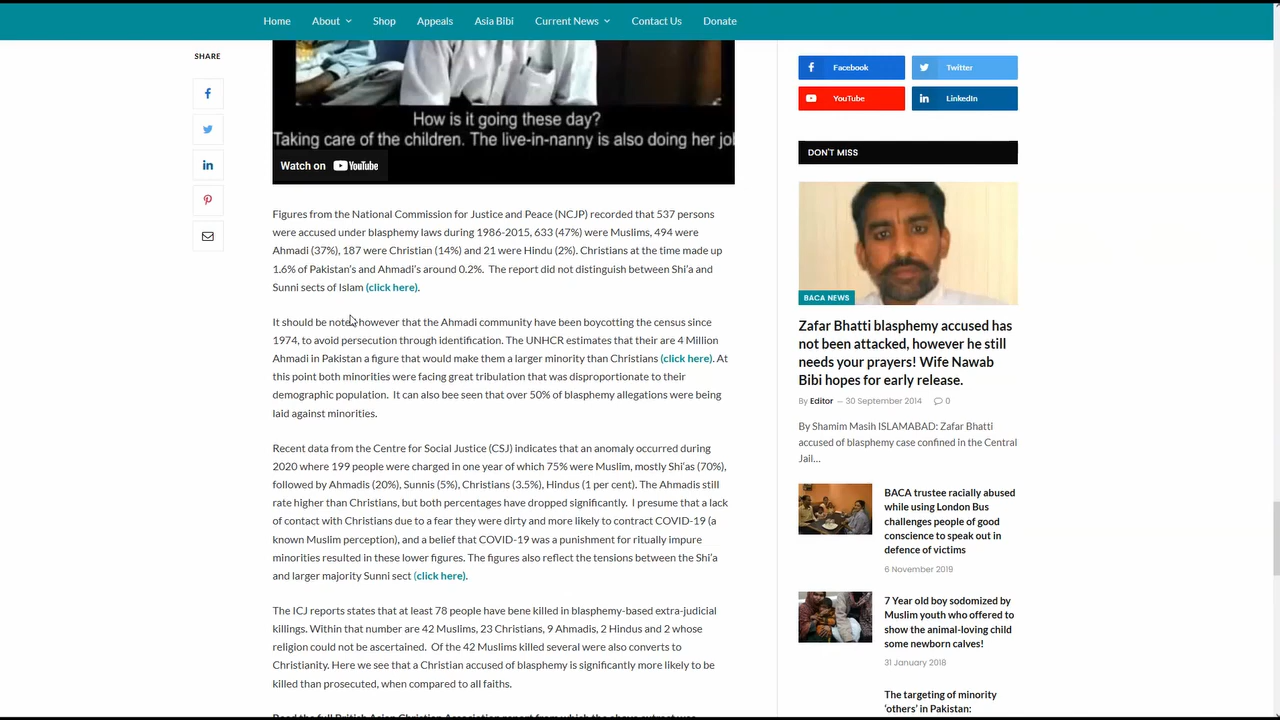 Home About Shop Appeals Asia Bibi Current News Contact Us Donate
SHARE
How is it going these day?
Taking care of the children. The live-in-nanny is also doing her jol
Watch on YouTube
Figures from the National Commission for Justice and Peace (NCJP) recorded that 537 persons
were accused under blasphemy laws during 1986-2015, 633 (47%) were Muslims, 494 were
Ahmadi (37%), 187 were Christian (14%) and 21 were Hindu (2%). Christians at the time made up
1.6% of Pakistan's and Ahmadi's around 0.2%. The report did not distinguish between Shi'a and
Sunni sects of Islam (click here).
It should be note however that the Ahmadi community have been boycotting the census since
1974, to avoid persecution through identification. The UNHCR estimates that their are 4 Million
Ahmadi in Pakistan a figure that would make them a larger minority than Christians (click here). At
this point both minorities were facing great tribulation that was disproportionate to their
demographic population. It can also bee seen that over 50% of blasphemy allegations were being
laid against minorities.
Recent data from the Centre for Social Justice (CSJ) indicates that an anomaly occurred during
2020 where 199 people were charged in one year of which 75% were Muslim, mostly Shi'as (70%),
followed by Ahmadis (20%), Sunnis (5%), Christians (3.5%), Hindus (1 per cent). The Ahmadis still
rate higher than Christians, but both percentages have dropped significantly. I presume that a lack
of contact with Christians due to a fear they were dirty and more likely to contract COVID-19 (a
known Muslim perception), and a belief that COVID-19 was a punishment for ritually impure
minorities resulted in these lower figures. The figures also reflect the tensions between the Shi'a
and larger majority Sunni sect (click here).
The ICJ reports states that at least 78 people have bene killed in blasphemy-based extra-judicial
killings. Within that number are 42 Muslims, 23 Christians, 9 Ahmadis, 2 Hindus and 2 whose
religion could not be ascertained. Of the 42 Muslims killed several were also converts to
Christianity. Here we see that a Christian accused of blasphemy is significantly more likely to be
killed than prosecuted, when compared to all faiths.
Read the full British Asian Christian Association report from which the above extract was
Facebook Twitter
YouTube LinkedIn
DON'T MISS
BACA NEWS
Zafar Bhatti blasphemy accused has
not been attacked, however he still
needs your prayers! Wife Nawab
Bibi hopes for early release.
By Editor — 30 September 2014 0
By Shamim Masih ISLAMABAD: Zafar Bhatti
accused of blasphemy case confined in the Central
Jail...
BACA trustee racially abused
while using London Bus
challenges people of good
conscience to speak out in
defence of victims
6 November 2019
7 Year old boy sodomized by
Muslim youth who offered to
show the animal-loving child
some newborn calves!
31 January 2018
The targeting of minority
'others' in Pakistan: